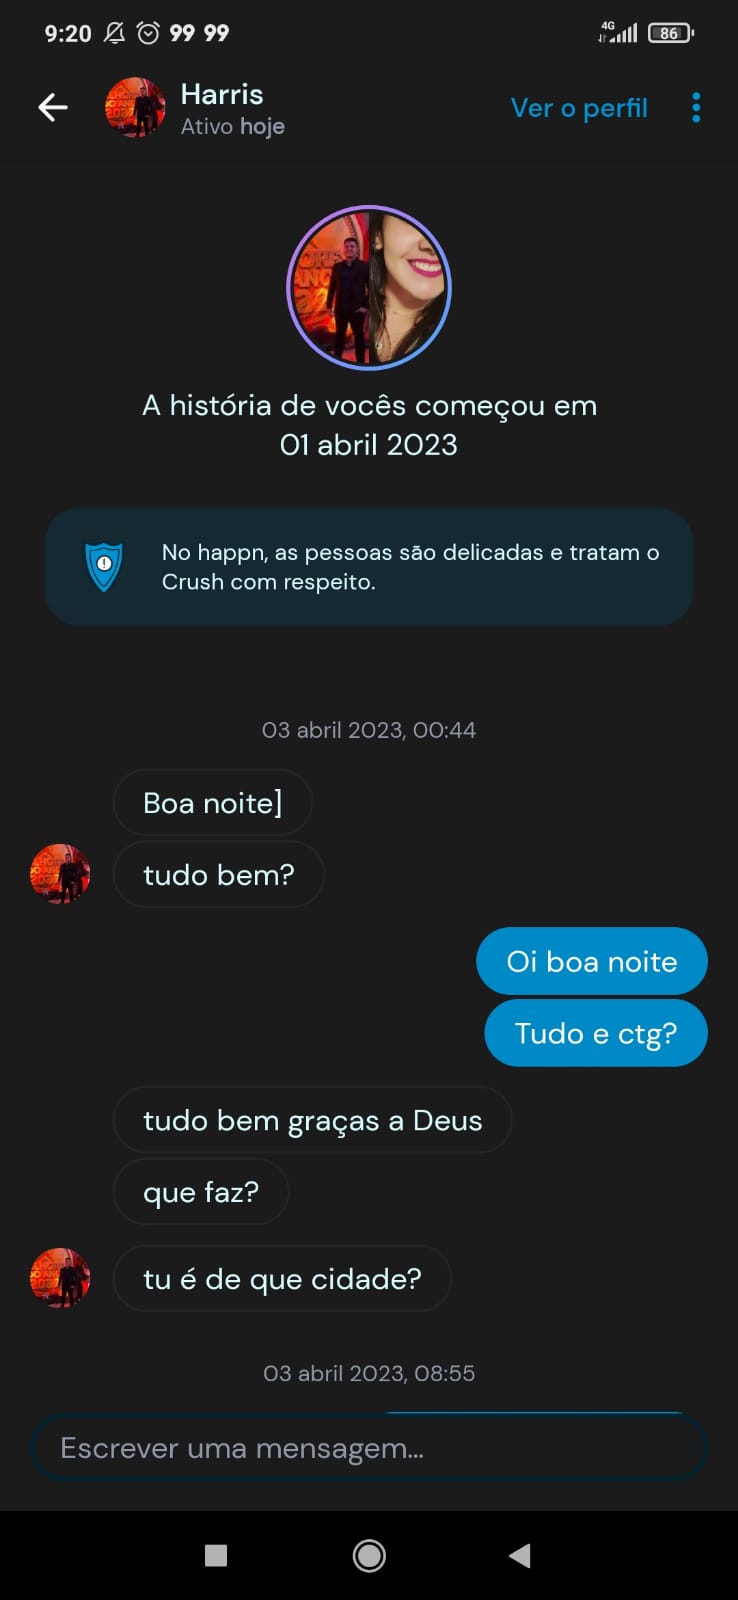 9:20
4G
86
Harris
Ativo hoje
Ver o perfil
A história de vocês começou em
01 abril 2023
No happn, as pessoas são delicadas e tratam o
Crush com respeito.
03 abril 2023, 00:44
Boa noite]
tudo bem?
Oi boa noite
Tudo e ctg?
tudo bem graças a Deus
que faz?
tu é de que cidade?
03 abril 2023, 08:55
Escrever uma mensagem...